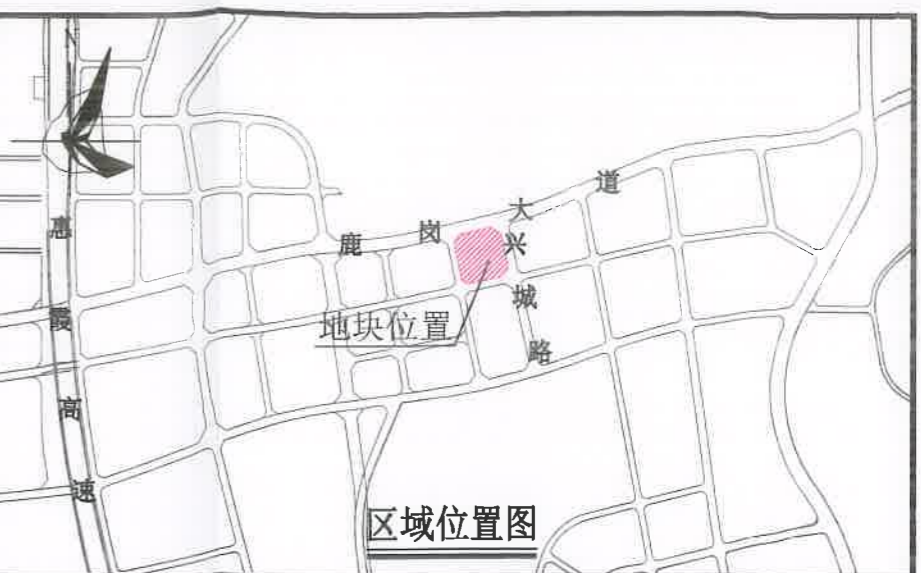 鹿岗大道
兴城路
惠霞高速
地块位置
区域位置图